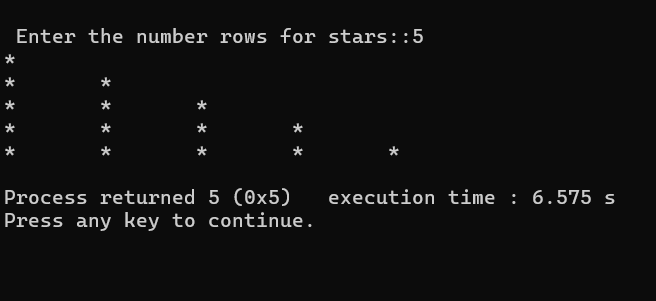 Enter the number rows for stars::5
*
*       *
*       *       *
*       *       *       *
*       *       *       *       *
Process returned 5 (0x5)   execution time : 6.575 s
Press any key to continue.